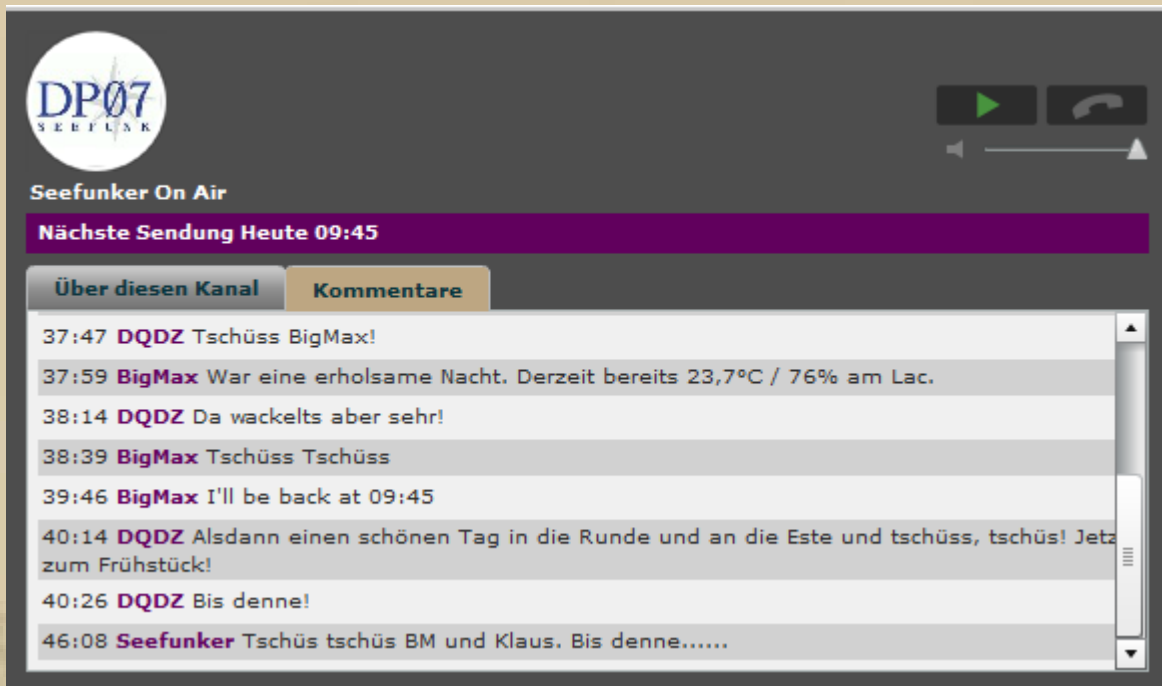 DPØ7
SEEFUNK
Seefunker On Air
Nächste Sendung Heute 09:45
Über diesen Kanal Kommentare
37:47 DQDZ Tschüss BigMax!
37:59 BigMax War eine erholsame Nacht. Derzeit bereits 23,7ºC / 76% am Lac.
38:14 DQDZ Da wackelts aber sehr!
38:39 BigMax Tschüss Tschüss
39:46 BigMax I'll be back at 09:45
40:14 DQDZ Alsdann einen schönen Tag in die Runde und an die Este und tschüss, tschüs! Jetz
zum Frühstück!
40:26 DQDZ Bis denne!
46:08 Seefunker Tschüs tschüs BM und Klaus. Bis denne......